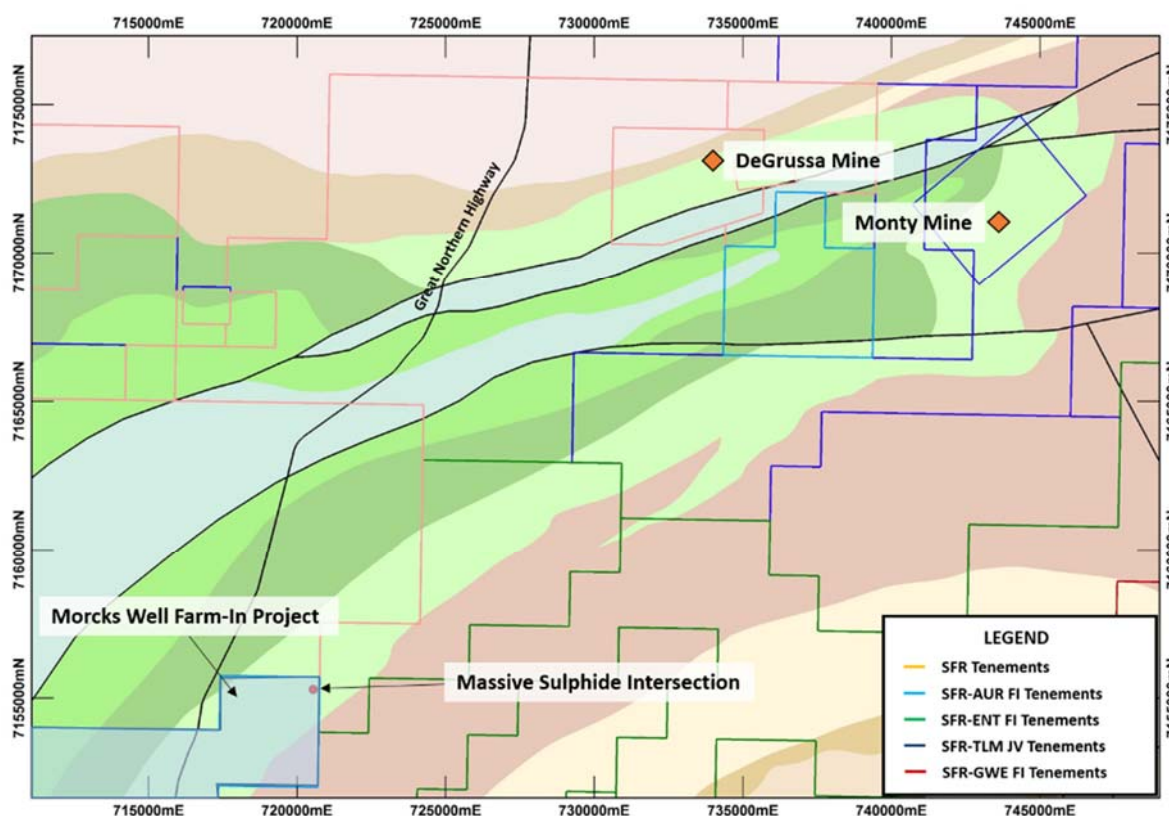 715000mE 720000mE 725000mE 730000mE 735000mE 740000mE 745000mE
7175000mN
DeGrussa Mine
Great Northern Highway
Monty Mine
7170000mN
7165000mN
7160000mN
Morcks Well Farm-In Project
Massive Sulphide Intersection
7155000mN
LEGEND
SFR Tenements
SFR-AUR FI Tenements
SFR-ENT FI Tenements
SFR-TLM JV Tenements
SFR-GWE FI Tenements
715000mE 720000mE 725000mE 730000mE 735000mE 740000mE 745000mE